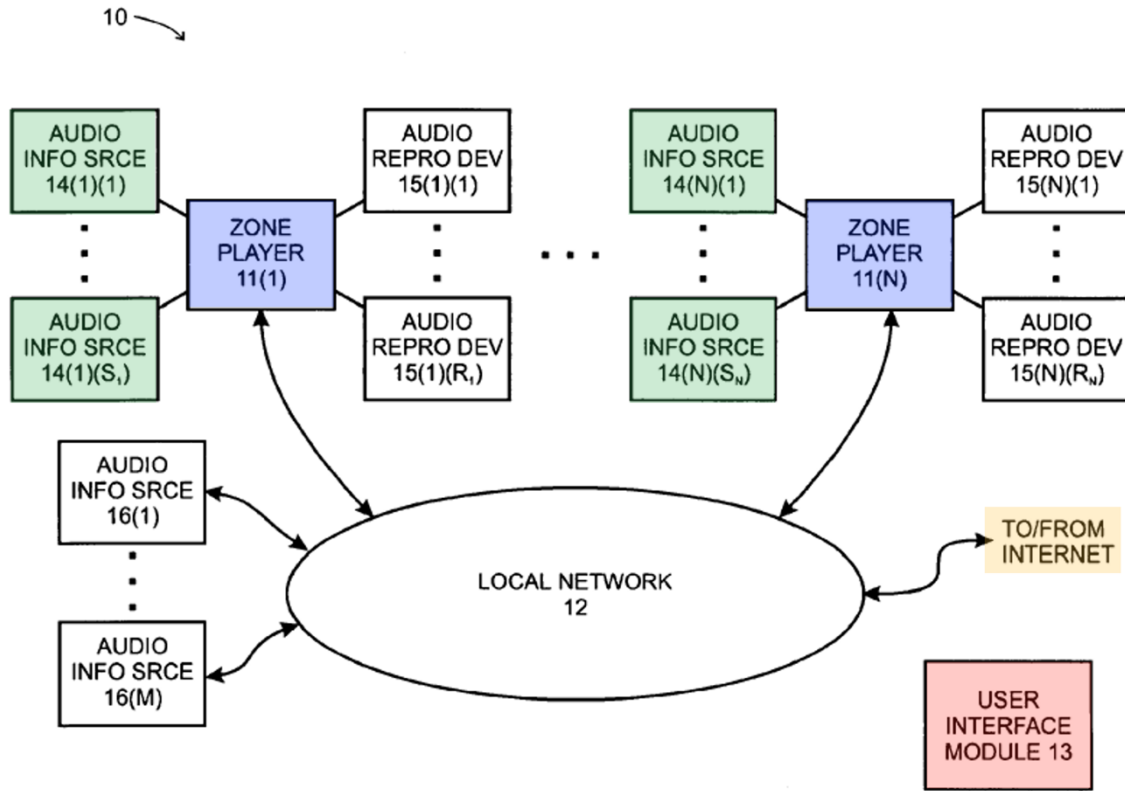 10
AUDIO
INFO SRCE
14(1)(1)
AUDIO
REPRO DEV
15(1)(1)
AUDIO
INFO SRCE
14(N)(1)
AUDIO
REPRO DEV
15(N)(1)
ZONE
PLAYER
11(1)
ZONE
PLAYER
11(N)
AUDIO
INFO SRCE
14(1)(S₁)
AUDIO
REPRO DEV
15(1)(R₁)
AUDIO
INFO SRCE
14(N)(S_N)
AUDIO
REPRO DEV
15(N)(R_N)
AUDIO
INFO SRCE
16(1)
TO/FROM
INTERNET
LOCAL NETWORK
12
AUDIO
INFO SRCE
16(M)
USER
INTERFACE
MODULE 13